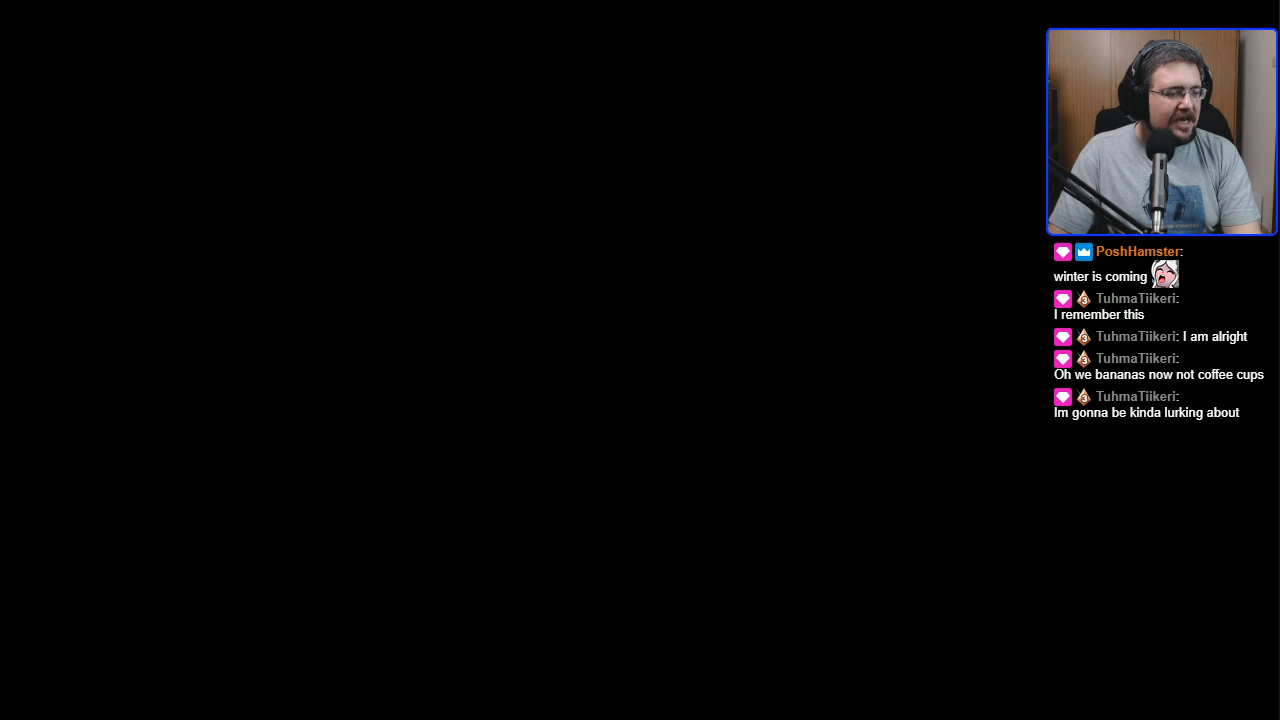 PoshHamster:
winter is coming
TuhmaTiikeri:
I remember this
TuhmaTiikeri: I am alright
TuhmaTiikeri:
Oh we bananas now not coffee cups
TuhmaTiikeri:
Im gonna be kinda lurking about